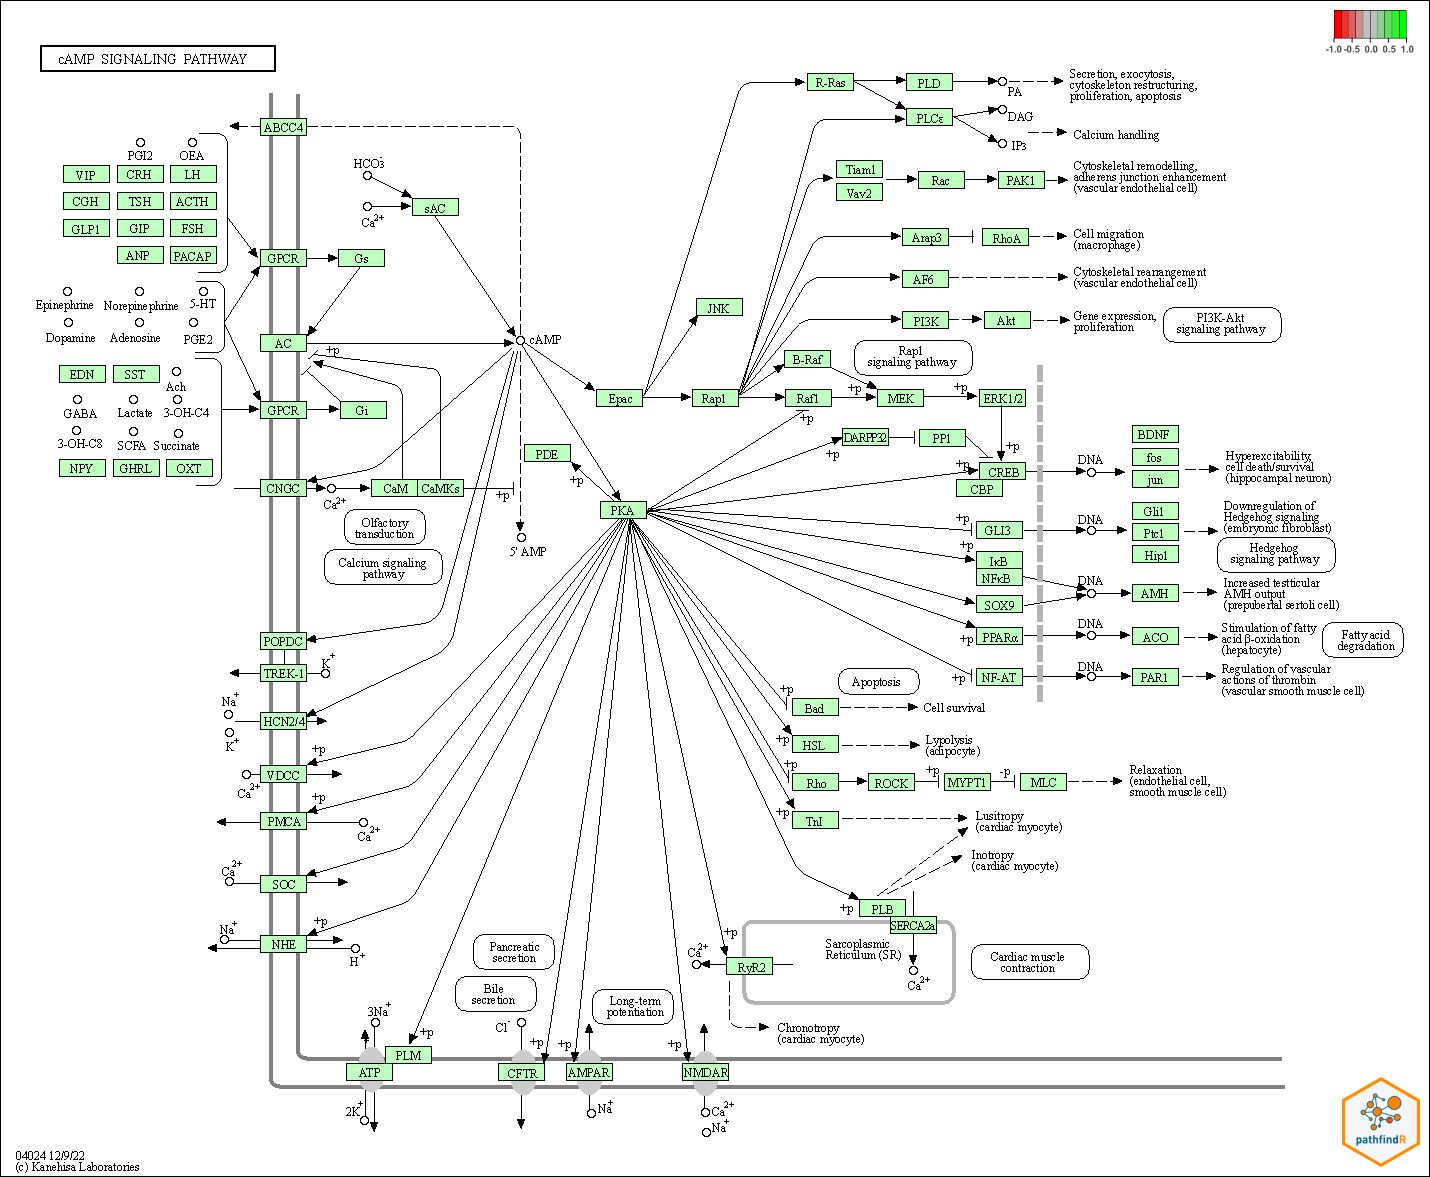 cAMP SIGNALING PATHWAY
-1.0 -0.5 0.0 0.5 1.0
R-Ras
PLD
PA
Secretion, exocytosis,
cytoskeleton restructuring,
proliferation, apoptosis
PLCε
DAG
IP3
Calcium handling
ABCC4
PGI2
OEA
VIP
CRH
LH
CGH
TSH
ACTH
GLP1
GIP
FSH
ANP
PACAP
HCO3-
Ca2+
sAC
Tiam1
Vav2
Rac
PAK1
Cytoskeletal remodelling,
adherens junction enhancement
(vascular endothelial cell)
Arap3
RhoA
Cell migration
(macrophage)
GPCR
Gs
AF6
Cytoskeletal rearrangement
(vascular endothelial cell)
Epinephrine
Norepinephrine
5-HT
Dopamine
Adenosine
PGE2
JNK
PI3K
Akt
Gene expression,
proliferation
PI3K-Akt
signaling pathway
AC
+p
cAMP
B-Raf
Rap1
signaling pathway
EDN
SST
Ach
GABA
Lactate
3-OH-C4
3-OH-C8
SCFA
Succinate
NPY
GHRL
OXT
GPCR
Gi
Epac
Rap1
Raf1
+p
MEK
+p
ERK1/2
+p
DARPP32
+p
PP1
+p
BDNF
fos
jun
PDE
+p
+p
CREB
CBP
DNA
Hyperexcitability,
cell death/survival
(hippocampal neuron)
CNGC
Ca2+
CaM
CaMKs
+p
PKA
Olfactory
transduction
5' AMP
Calcium signaling
pathway
+p
GLI3
DNA
Gli1
Ptc1
Hip1
Downregulation of
Hedgehog signaling
(embryonic fibroblast)
Hedgehog
signaling pathway
+p
IκB
NFκB
DNA
SOX9
AMH
Increased testticular
AMH output
(prepubertal sertoli cell)
+p
PPARα
DNA
ACO
Stimulation of fatty
acid β-oxidation
(hepatocyte)
Fatty acid
degradation
+p
NF-AT
DNA
PAR1
Regulation of vascular
actions of thrombin
(vascular smooth muscle cell)
POPDC
TREK-1
K+
Na+
HCN2/4
K+
+p
VDCC
Ca2+
+p
PMCA
Ca2+
Ca2+
SOC
+p
Na+
NHE
H+
Apoptosis
+p
Bad
Cell survival
+p
HSL
Lypolysis
(adipocyte)
+p
Rho
ROCK
+p
MYPT1
-p
MLC
Relaxation
(endothelial cell,
smooth muscle cell)
+p
TnI
Lusitropy
(cardiac myocyte)
Inotropy
(cardiac myocyte)
+p
PLB
SERCA2a
Sarcoplasmic
Reticulum (SR)
Ca2+
+p
Ca2+
RyR2
Cardiac muscle
contraction
Chronotropy
(cardiac myocyte)
Pancreatic
secretion
Bile
secretion
Long-term
potentiation
3Na+
+p
PLM
ATP
2K+
Cl-
+p
CFTR
+p
AMPAR
Na+
+p
NMDAR
Ca2+
Na+
04024 12/9/22
(c) Kanehisa Laboratories
pathfindR